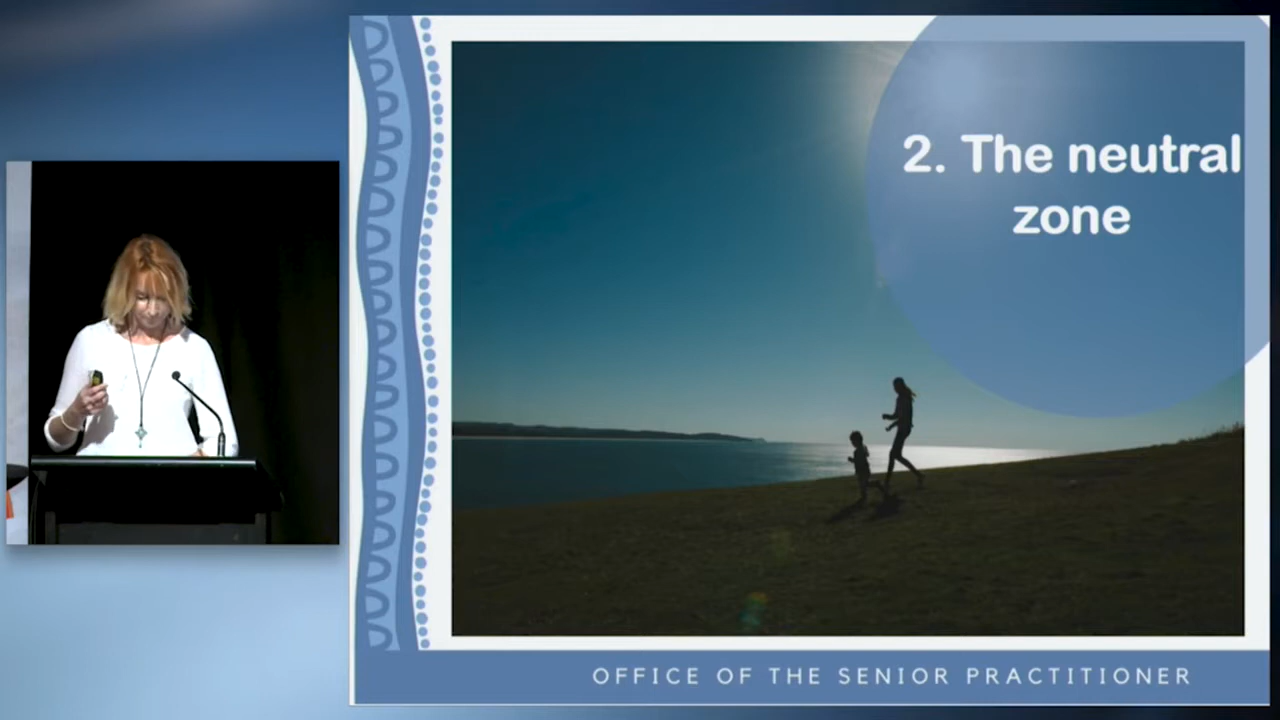 2. The neutral
zone
OFFICE OF THE SENIOR PRACTITIONER